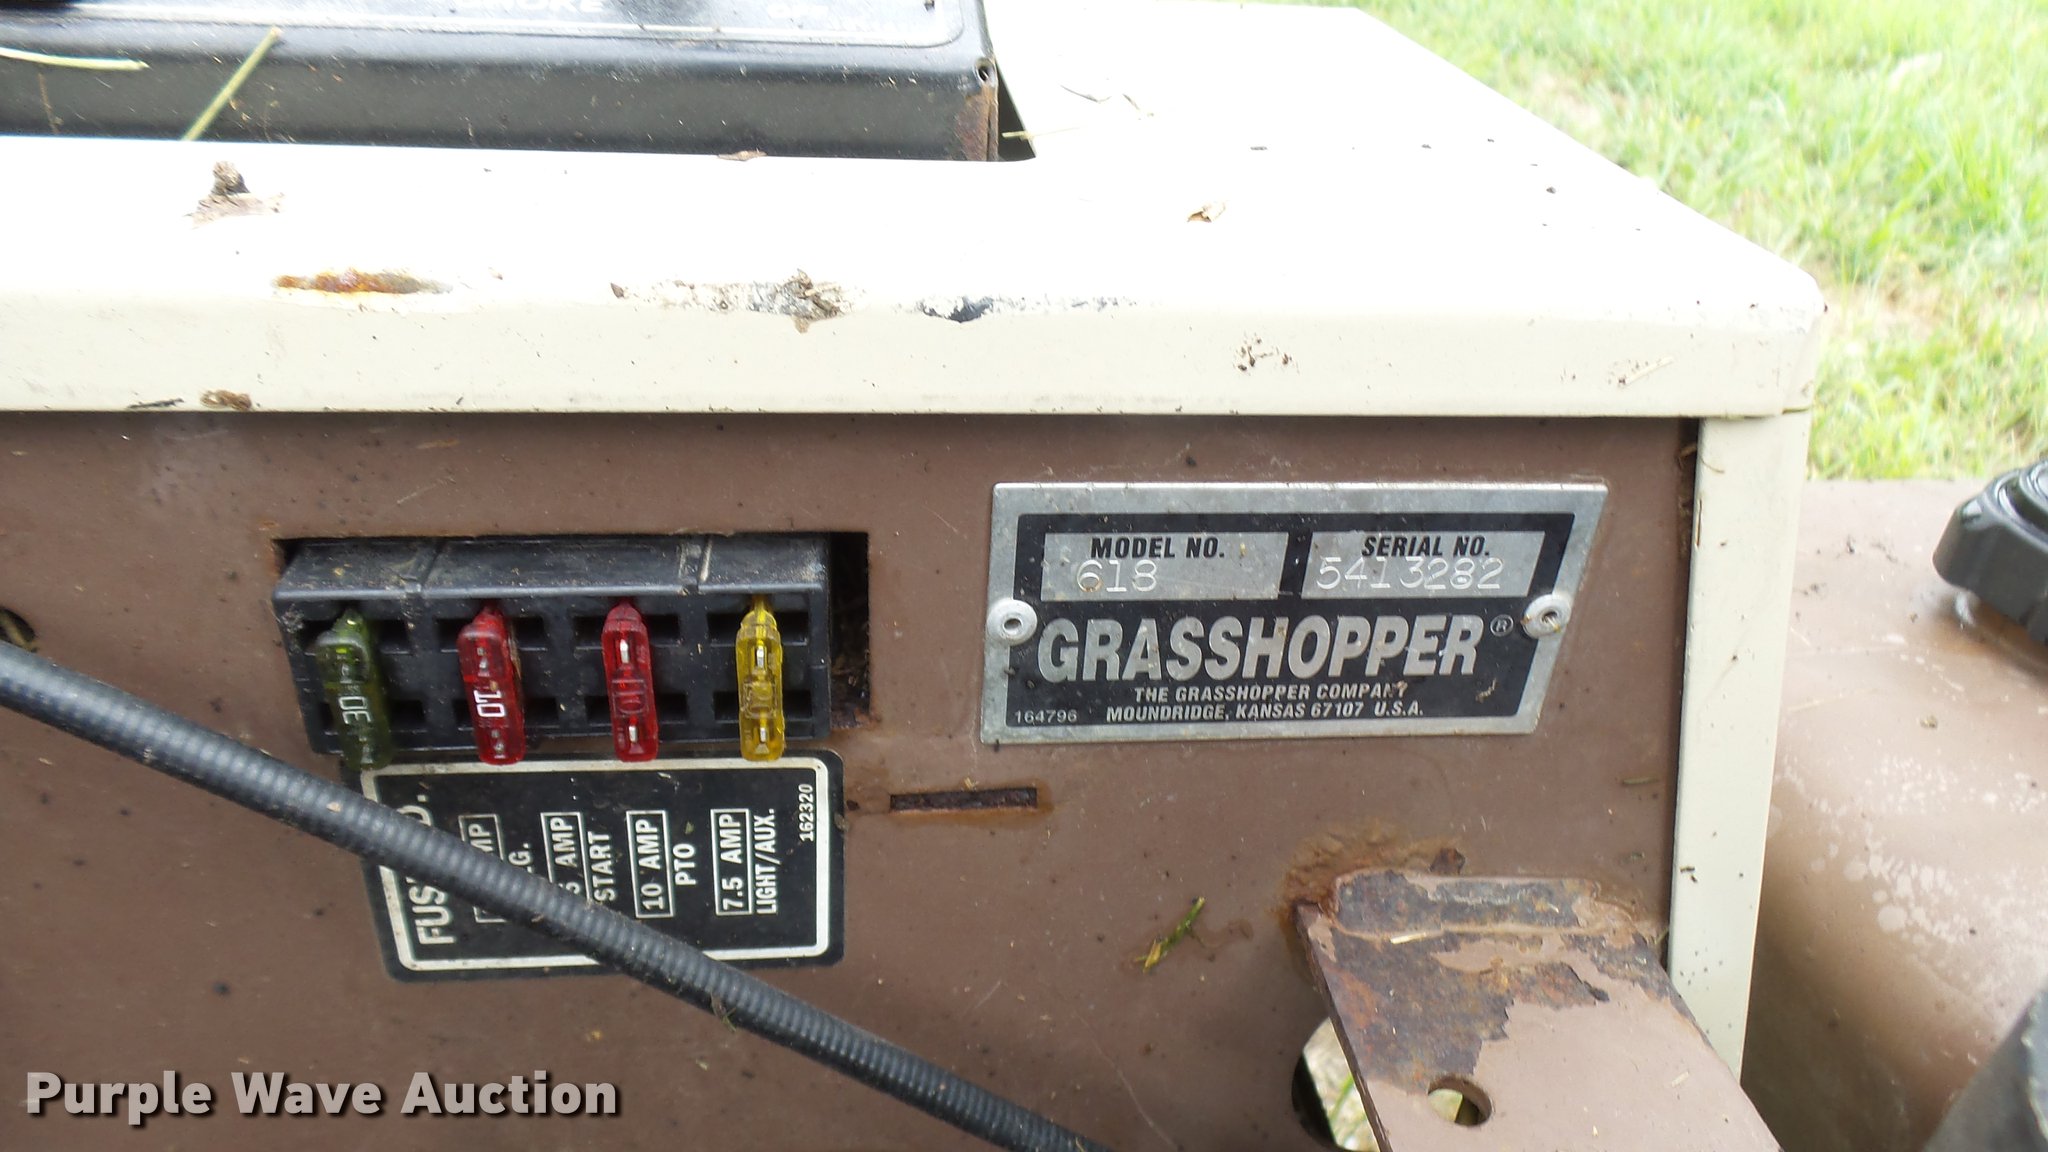 MODEL NO.
618
SERIAL NO.
5413282
GRASSHOPPER®
THE GRASSHOPPER COMPANY
164796
MOUNDRIDGE, KANSAS 67107 U.S.A.
30
10
10
START
10 AMP
PTO
7.5 AMP
LIGHT/AUX.
162320
Purple Wave Auction